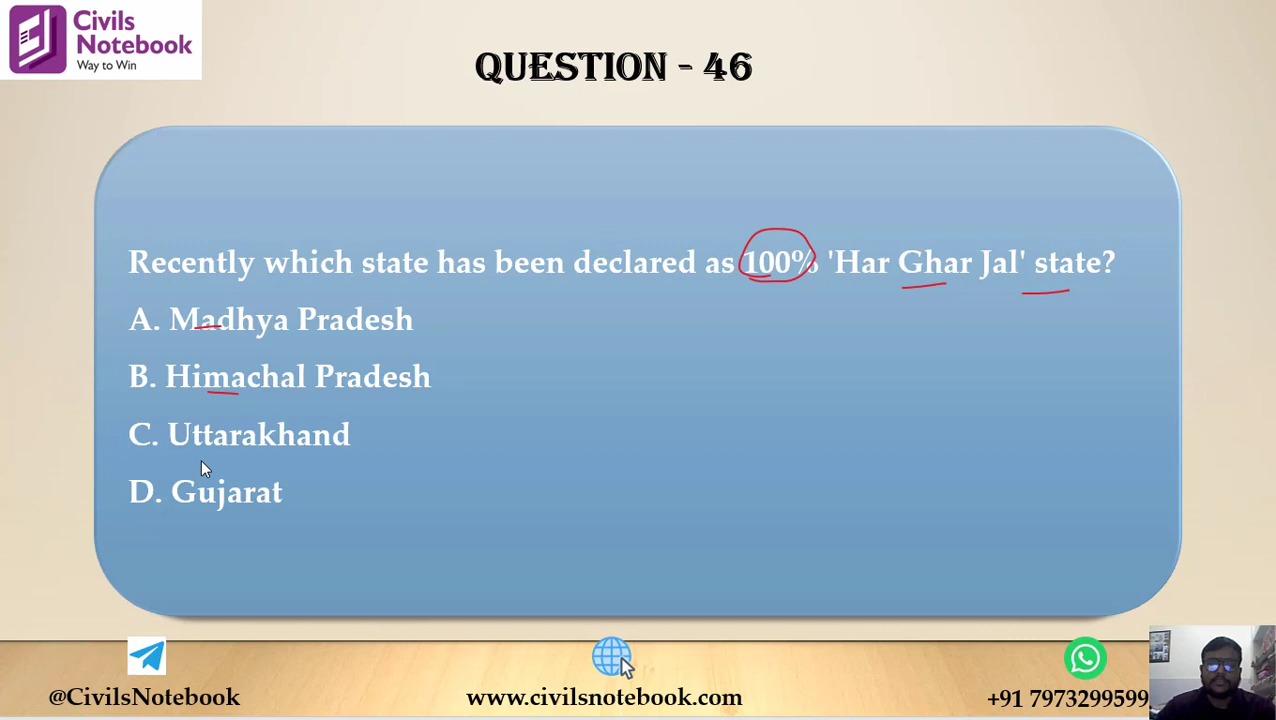 Civils
Notebook
Way to Win
QUESTION - 46
Recently which state has been declared as 100% 'Har Ghar Jal' state?
A. Madhya Pradesh
B. Himachal Pradesh
C. Uttarakhand
D. Gujarat
@CivilsNotebook
www.civilsnotebook.com
+91 7973299599